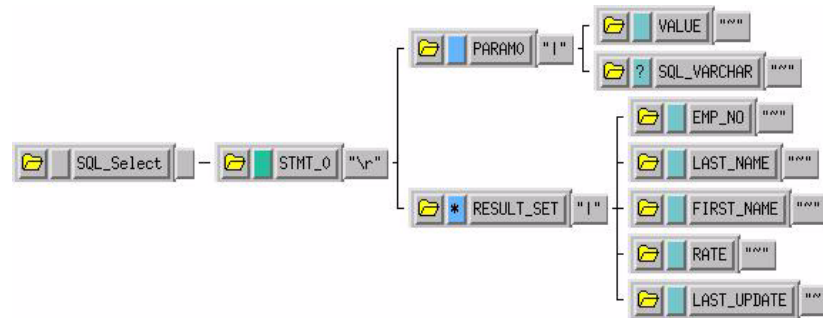 VALUE "~"
PARAM0 "|"
? SQL_VARCHAR "~"
EMP_NO "~"
SQL_Select
STMT_0 "\r"
LAST_NAME "~"
* RESULT_SET "|"
FIRST_NAME "~"
RATE "~"
LAST_UPDATE "~